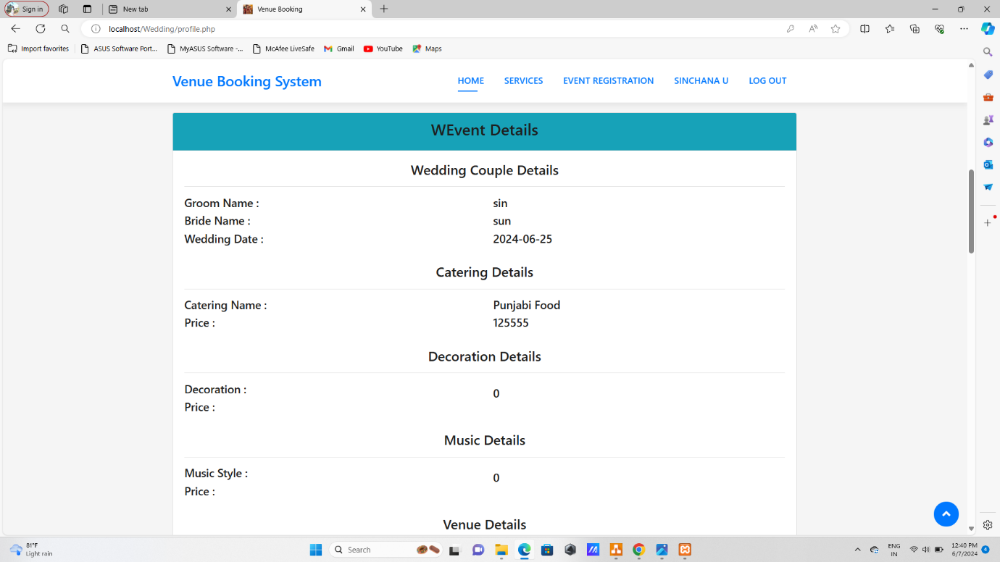 Sign in
New tab
Venue Booking
localhost/Wedding/profile.php
Import favorites
ASUS Software Port...
MyASUS Software -...
McAfee LiveSafe
Gmail
YouTube
Maps
Venue Booking System
HOME
SERVICES
EVENT REGISTRATION
SINCHANA U
LOG OUT
WEvent Details
Wedding Couple Details
Groom Name : sin
Bride Name : sun
Wedding Date : 2024-06-25
Catering Details
Catering Name : Punjabi Food
Price : 125555
Decoration Details
Decoration :
0
Price :
Music Details
Music Style :
0
Price :
Venue Details
81°F
Light rain
Search
ENG
IN
12:40 PM
6/7/2024
4